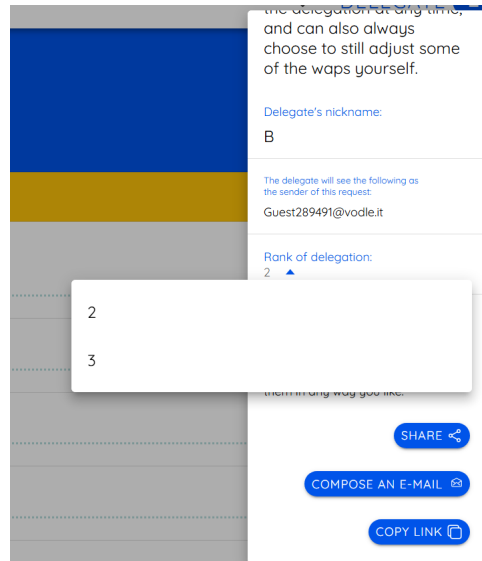 DELEGATE
the delegation at any time,
and can also always
choose to still adjust some
of the waps yourself.
Delegate's nickname:
B
The delegate will see the following as
the sender of this request:
Guest289491@vodle.it
Rank of delegation:
2
2
3
them in any way you like.
SHARE
COMPOSE AN E-MAIL
COPY LINK